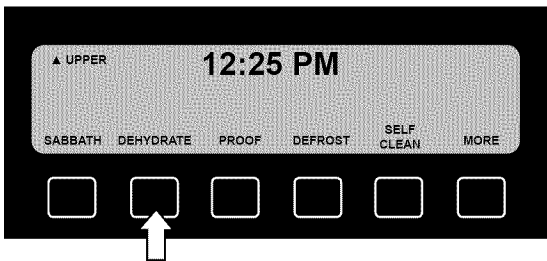 ▲ UPPER 12:25 PM
SABBATH DEHYDRATE PROOF DEFROST SELF CLEAN MORE